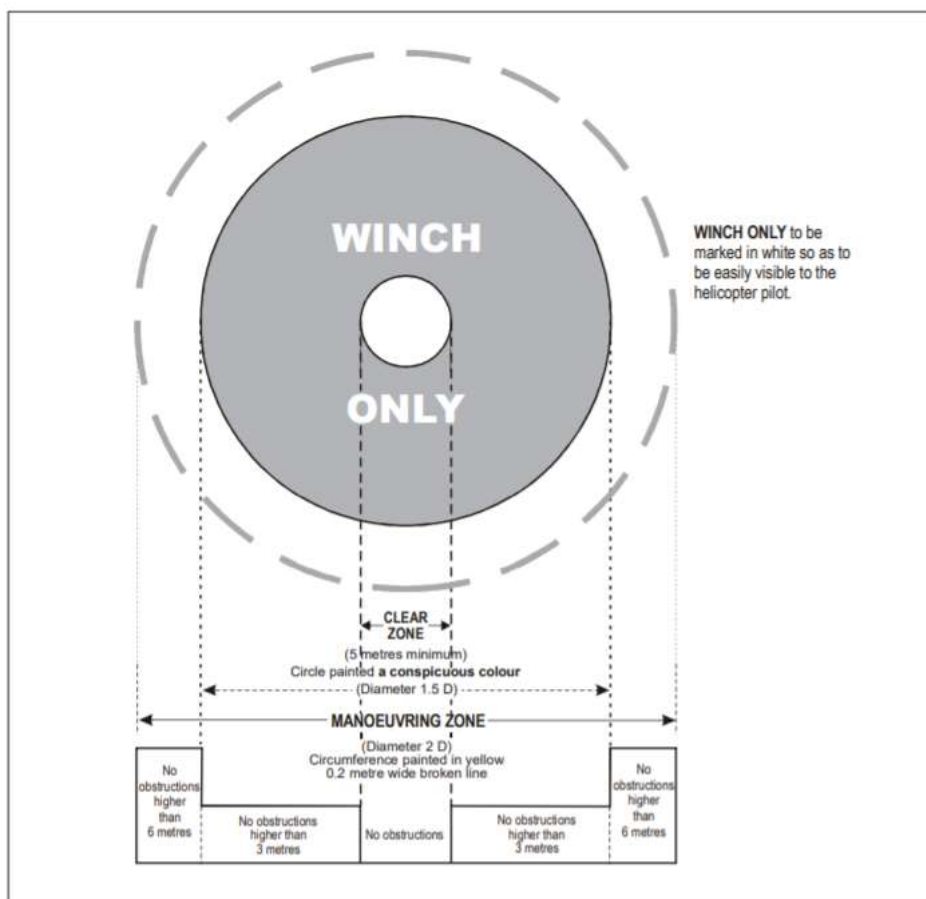 WINCH
ONLY
WINCH ONLY to be
marked in white so as to
be easily visible to the
helicopter pilot.
CLEAR
ZONE
(5 metres minimum)
Circle painted a conspicuous colour
(Diameter 1.5 D)
MANOEUVRING ZONE
(Diameter 2 D)
Circumference painted in yellow
0.2 metre wide broken line
No
obstructions
higher
than
6 metres
No obstructions
higher than
3 metres
No obstructions
No obstructions
higher than
3 metres
No
obstructions
higher
than
6 metres